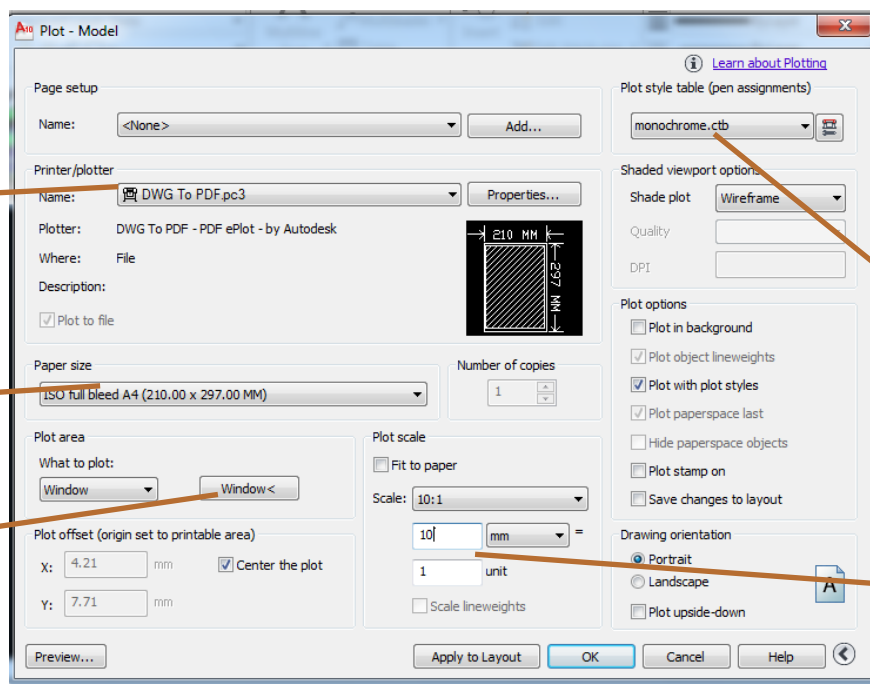 A10 Plot - Model
X
Learn about Plotting
Page setup
Name: <None> Add...
Plot style table (pen assignments)
monochrome.ctb
Printer/plotter
Name: DWG To PDF.pc3 Properties...
Plotter: DWG To PDF - PDF ePlot - by Autodesk
Where: File
Description:
Plot to file
210 MM
297 MM
Shaded viewport options
Shade plot Wireframe
Quality
DPI
Paper size
ISO full bleed A4 (210.00 x 297.00 MM)
Number of copies
1
Plot options
Plot in background
Plot object lineweights
Plot with plot styles
Plot paperspace last
Hide paperspace objects
Plot stamp on
Save changes to layout
Plot area
What to plot:
Window Window<
Plot scale
Fit to paper
Scale: 10:1
10 mm =
1 unit
Scale lineweights
Plot offset (origin set to printable area)
X: 4.21 mm Center the plot
Y: 7.71 mm
Drawing orientation
Portrait
Landscape
Plot upside-down
A
Preview... Apply to Layout OK Cancel Help